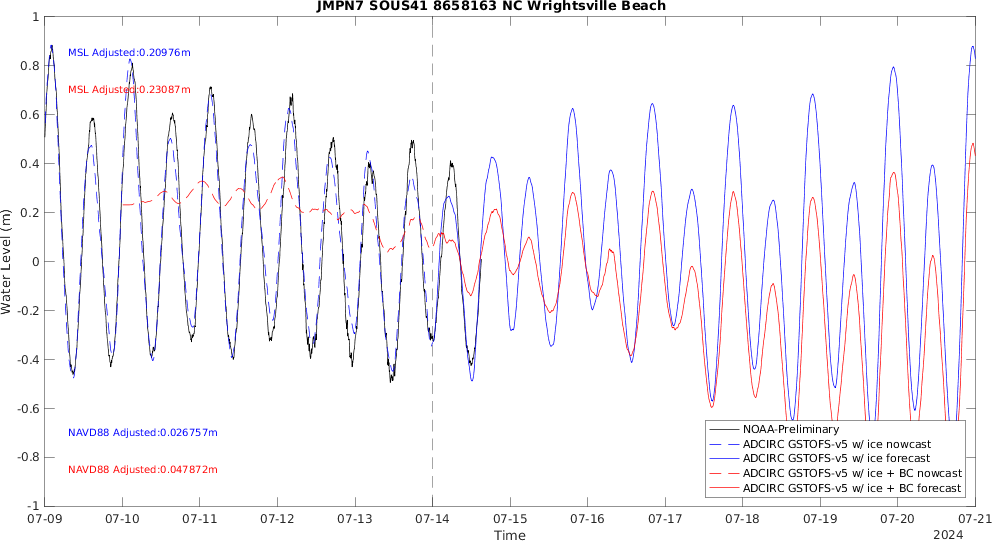 JMPN7 SOUS41 8658163 NC Wrightsville Beach
MSL Adjusted:0.20976m
MSL Adjusted:0.23087m
NAVD88 Adjusted:0.026757m
NAVD88 Adjusted:0.047872m
Water Level (m)
1
0.8
0.6
0.4
0.2
0
-0.2
-0.4
-0.6
-0.8
-1
NOAA-Preliminary
ADCIRC GSTOFS-v5 w/ ice nowcast
ADCIRC GSTOFS-v5 w/ ice forecast
ADCIRC GSTOFS-v5 w/ ice + BC nowcast
ADCIRC GSTOFS-v5 w/ ice + BC forecast
07-09 07-10 07-11 07-12 07-13 07-14 07-15 07-16 07-17 07-18 07-19 07-20 07-21
Time
2024